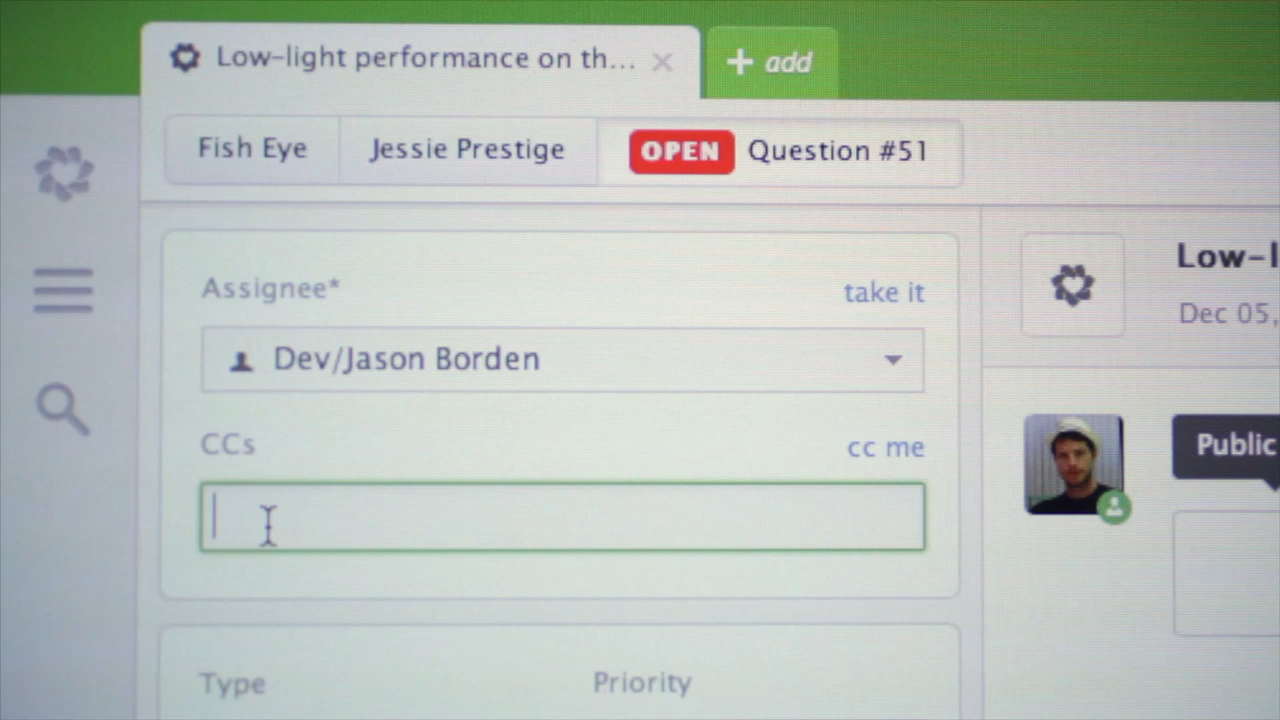 Low-light performance on th...
+ add
Fish Eye
Jessie Prestige
OPEN Question #51
Assignee*
take it
Dev/Jason Borden
CCs
cc me
Type
Priority
Low-l
Dec 05,
Public